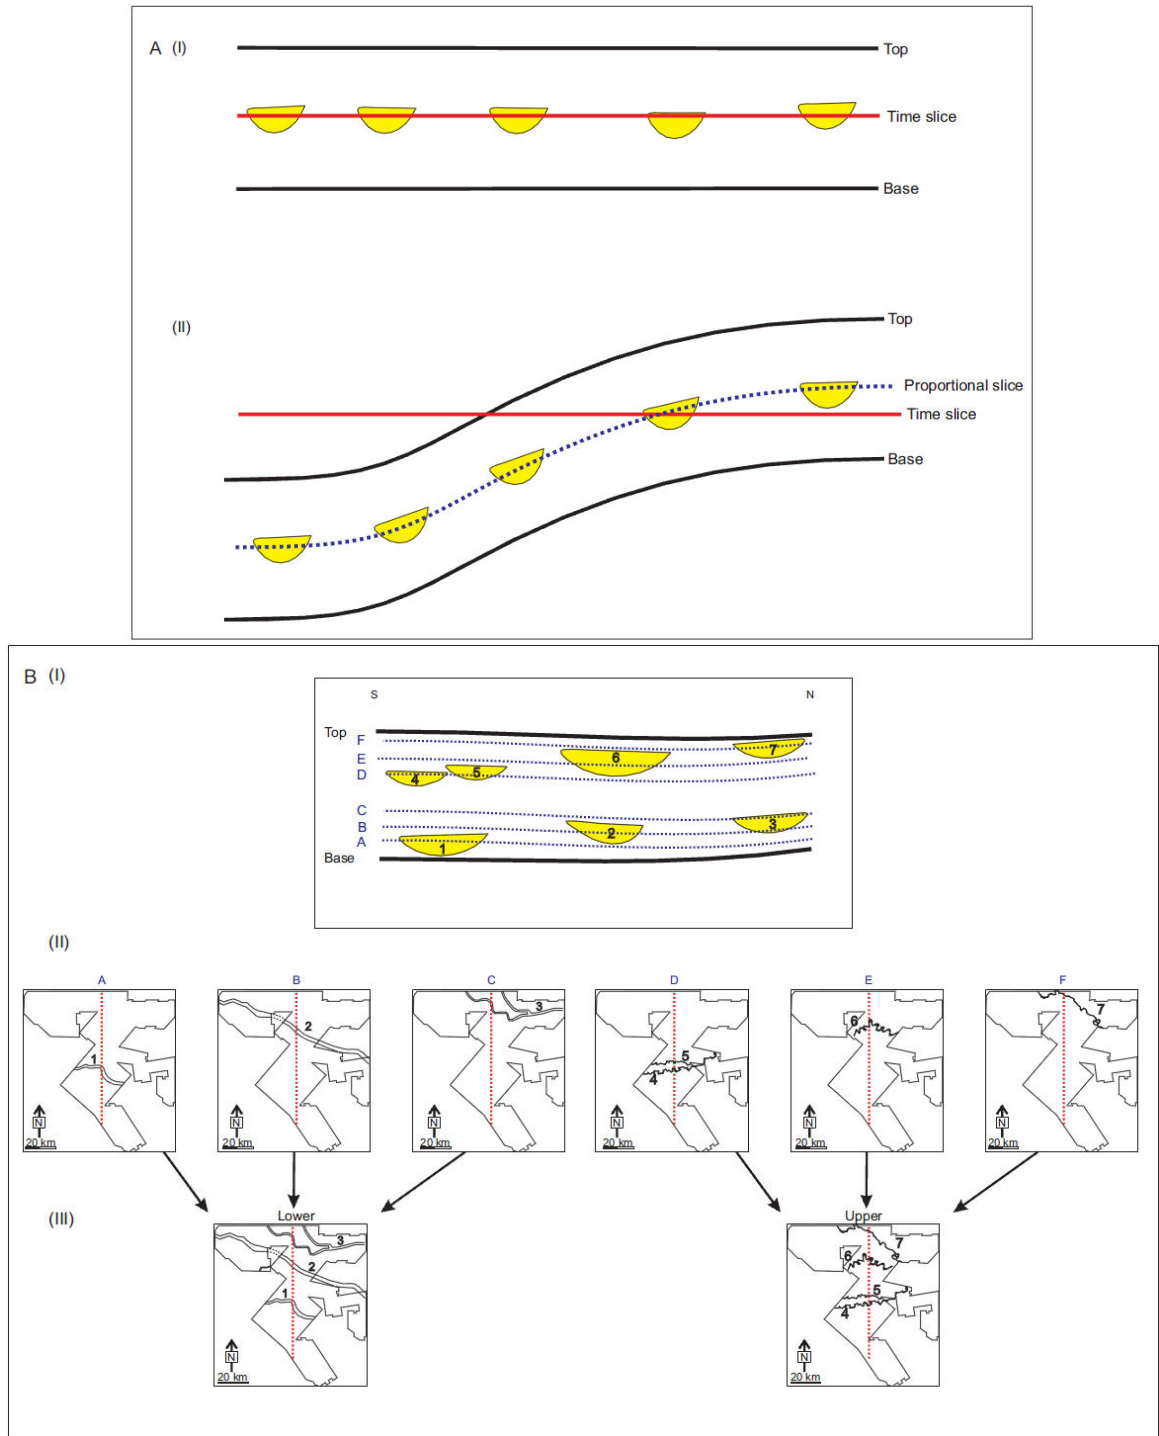 A (I)
Top
Time slice
Base
(II)
Top
Proportional slice
Time slice
Base
B (I)
S N
Top
F
E
D
C
B
A
Base
6
7
5
4
3
2
1
(II)
A B C D E F
1
2
3
5
4
6
7
N N N N N N
20 km 20 km 20 km 20 km 20 km 20 km
(III)
Lower Upper
3
2
1
7
6
5
4
N N
20 km 20 km